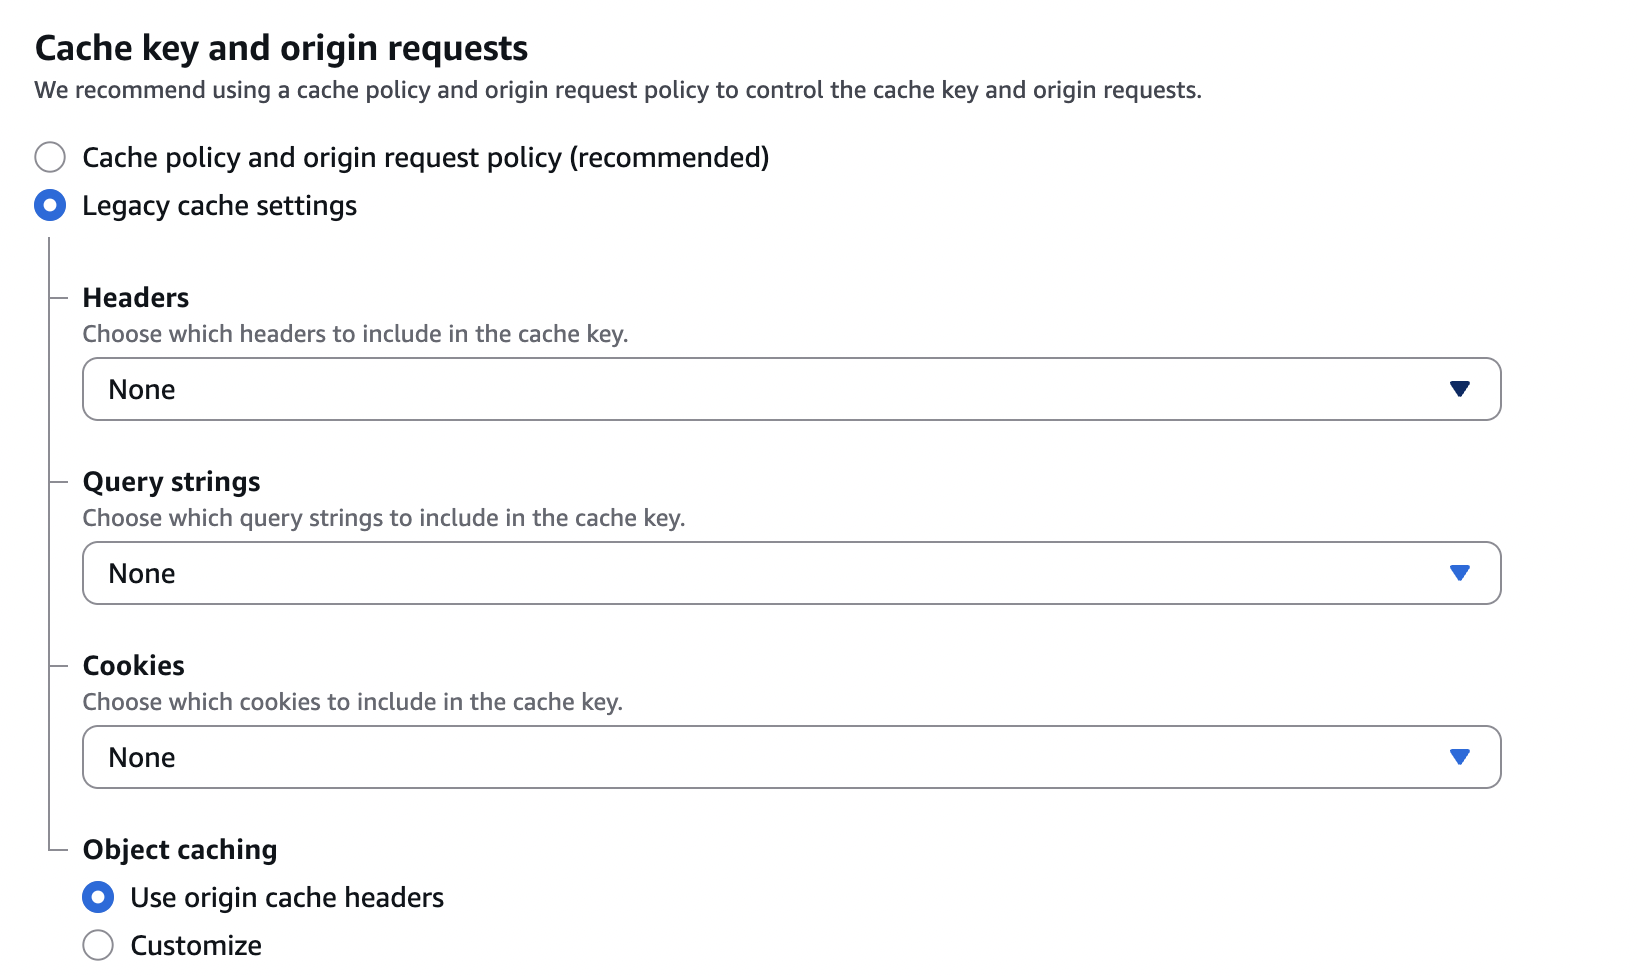 Cache key and origin requests
We recommend using a cache policy and origin request policy to control the cache key and origin requests.
Cache policy and origin request policy (recommended)
Legacy cache settings
Headers
Choose which headers to include in the cache key.
None
Query strings
Choose which query strings to include in the cache key.
None
Cookies
Choose which cookies to include in the cache key.
None
Object caching
Use origin cache headers
Customize